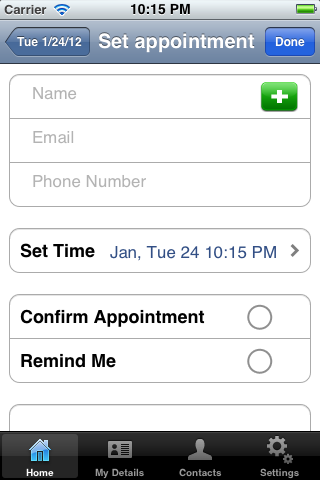 Carrier 10:15 PM
Tue 1/24/12 Set appointment Done
Name
Email
Phone Number
Set Time Jan, Tue 24 10:15 PM
Confirm Appointment
Remind Me
Home My Details Contacts Settings